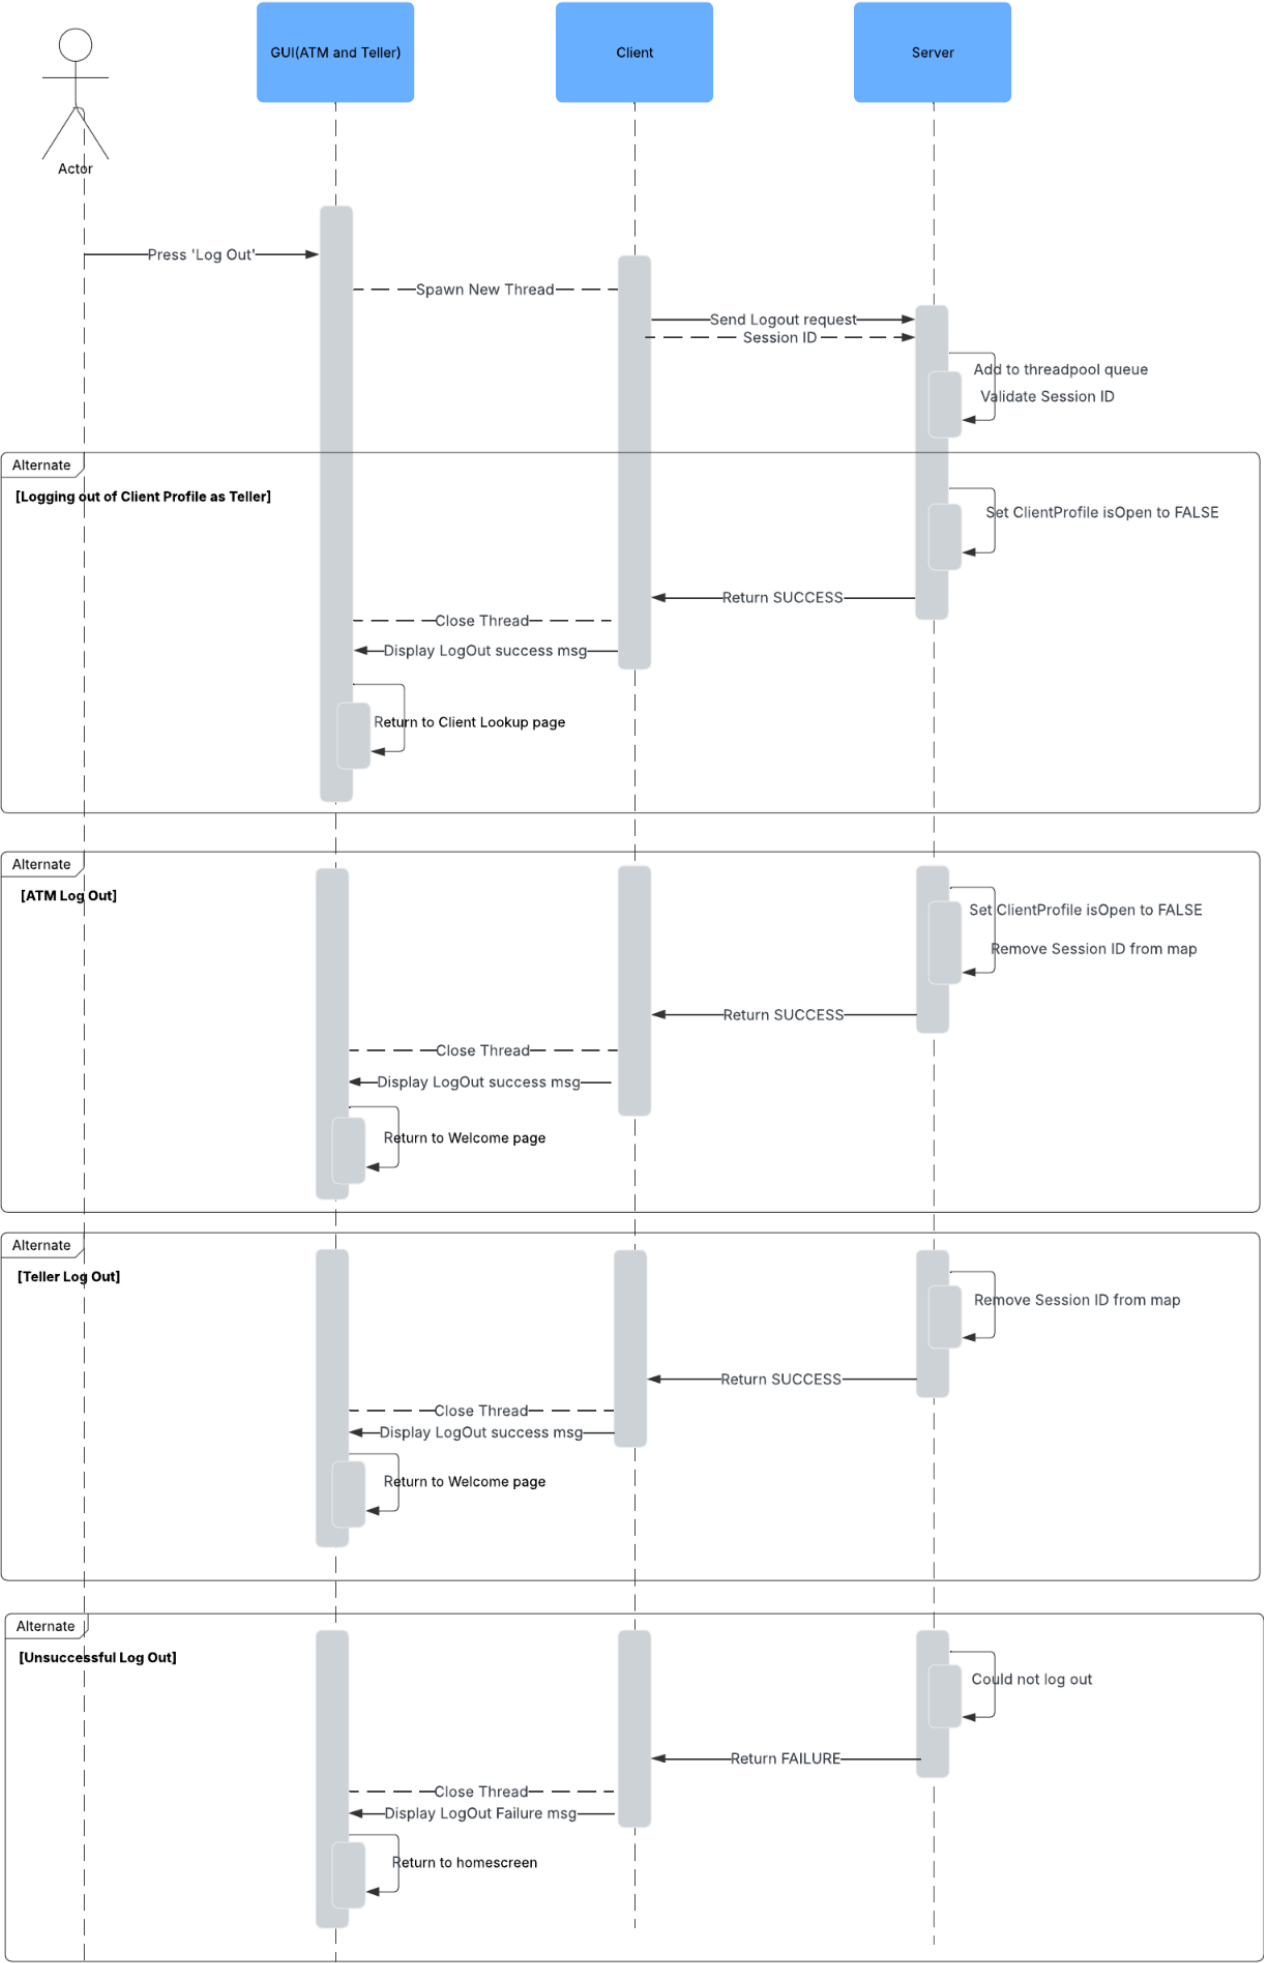 GUI(ATM and Teller)
Client
Server
Actor
Press 'Log Out'
Spawn New Thread
Send Logout request
Session ID
Add to threadpool queue
Validate Session ID
Alternate
[Logging out of Client Profile as Teller]
Set ClientProfile isOpen to FALSE
Return SUCCESS
Close Thread
Display LogOut success msg
Return to Client Lookup page
Alternate
[ATM Log Out]
Set ClientProfile isOpen to FALSE
Remove Session ID from map
Return SUCCESS
Close Thread
Display LogOut success msg
Return to Welcome page
Alternate
[Teller Log Out]
Remove Session ID from map
Return SUCCESS
Close Thread
Display LogOut success msg
Return to Welcome page
Alternate
[Unsuccessful Log Out]
Could not log out
Return FAILURE
Close Thread
Display LogOut Failure msg
Return to homescreen